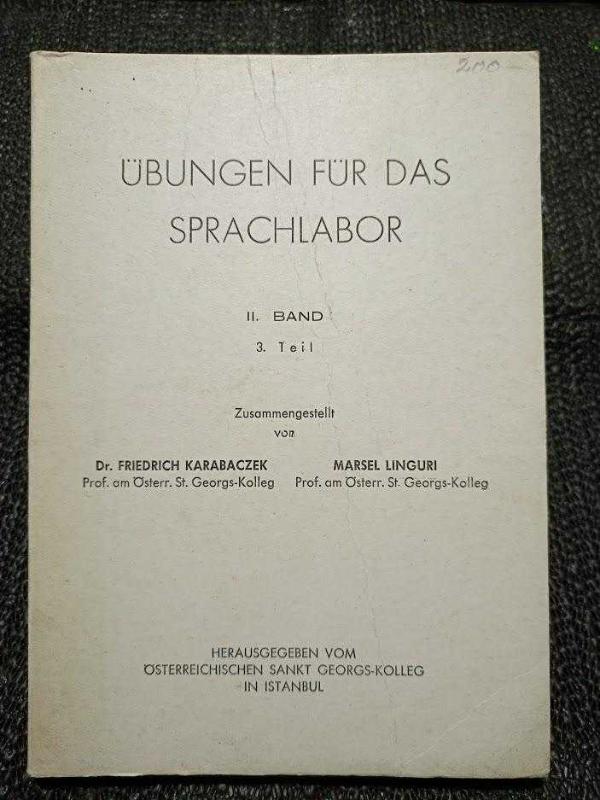 200-
ÜBUNGEN FÜR DAS
SPRACHLABOR
II. BAND
3. Teil
Zusammengestellt
von
Dr. FRIEDRICH KARABACZEK
Prof. am Österr. St. Georgs-Kolleg
MARSEL LINGURI
Prof. am Österr. St. Georgs-Kolleg
HERAUSGEGEBEN VOM
ÖSTERREICHISCHEN SANKT GEORGS-KOLLEG
IN ISTANBUL